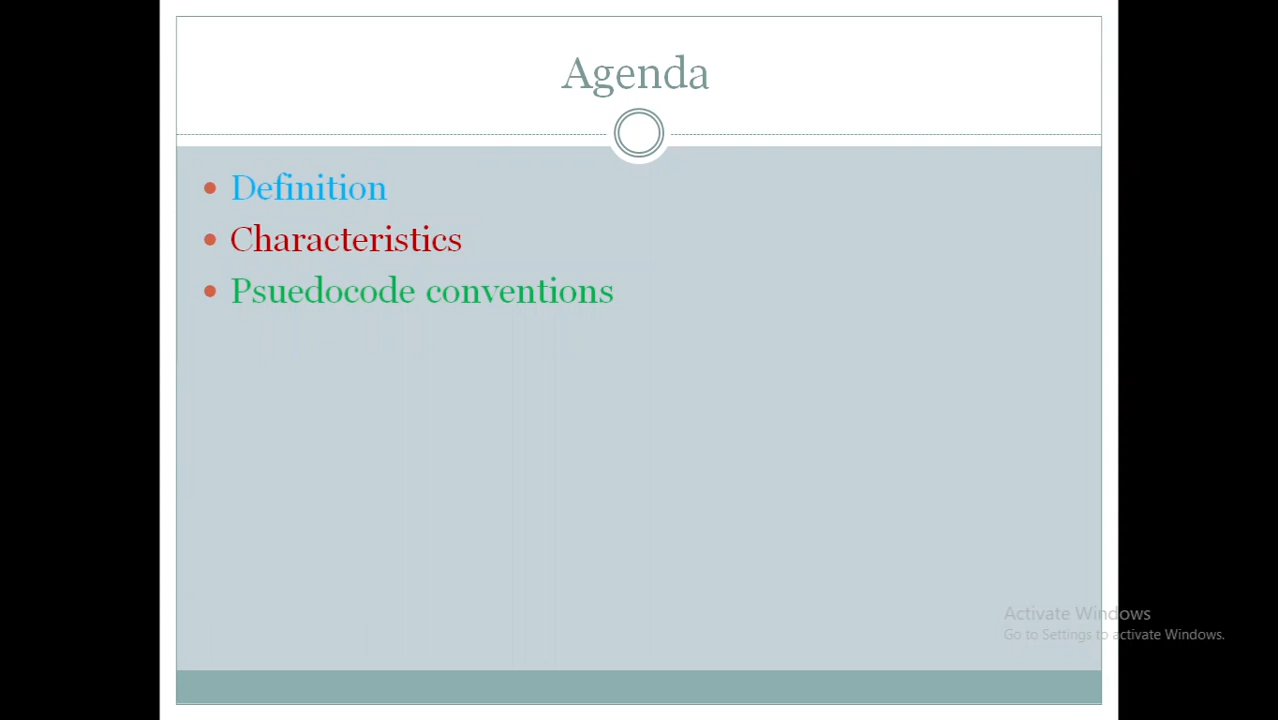 Agenda
Definition
Characteristics
Psuedocode conventions
Activate Windows
Go to Settings to activate Windows.